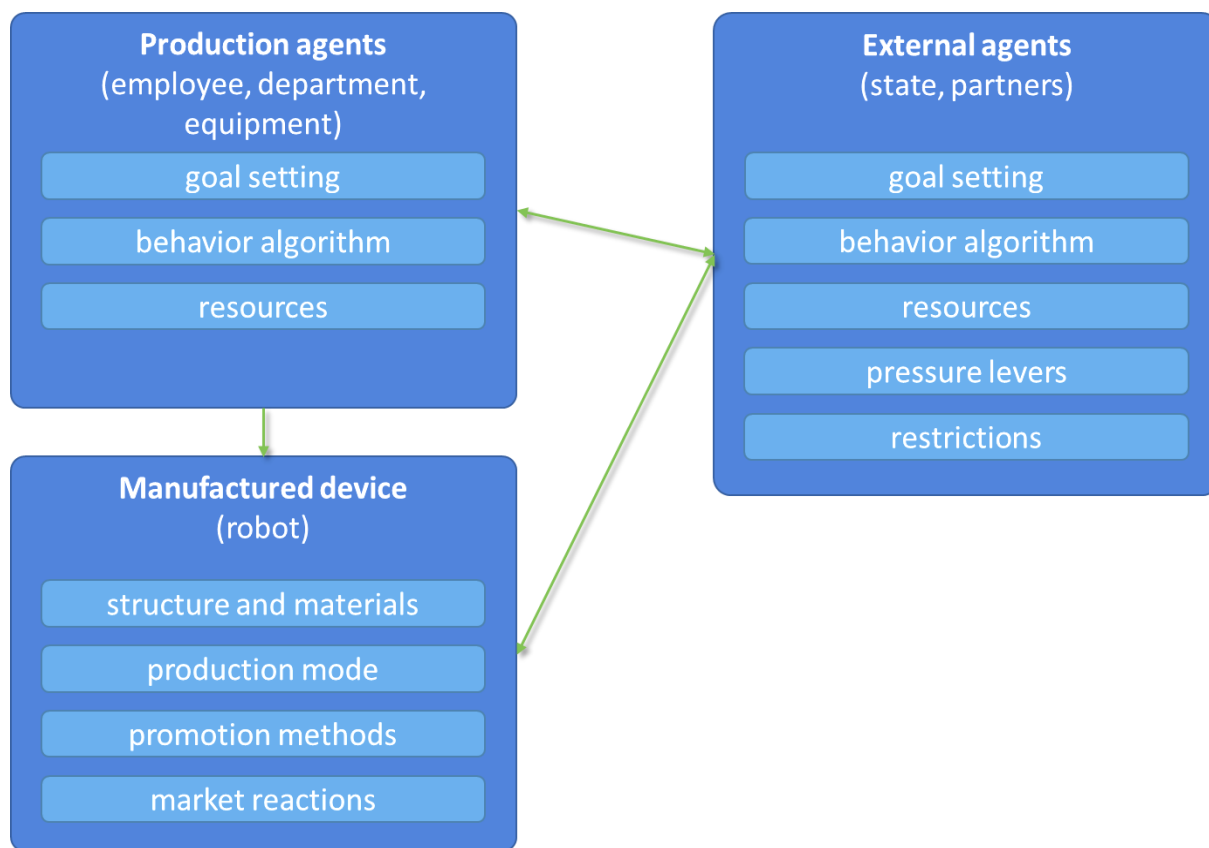 Production agents
(employee, department,
equipment)
goal setting
behavior algorithm
resources
External agents
(state, partners)
goal setting
behavior algorithm
resources
pressure levers
restrictions
Manufactured device
(robot)
structure and materials
production mode
promotion methods
market reactions